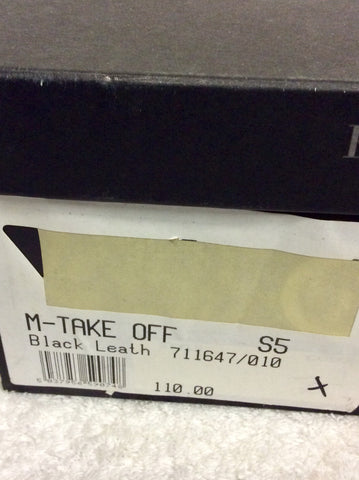 M-TAKE OFF S5
Black Leath 711647/010
110.00
X